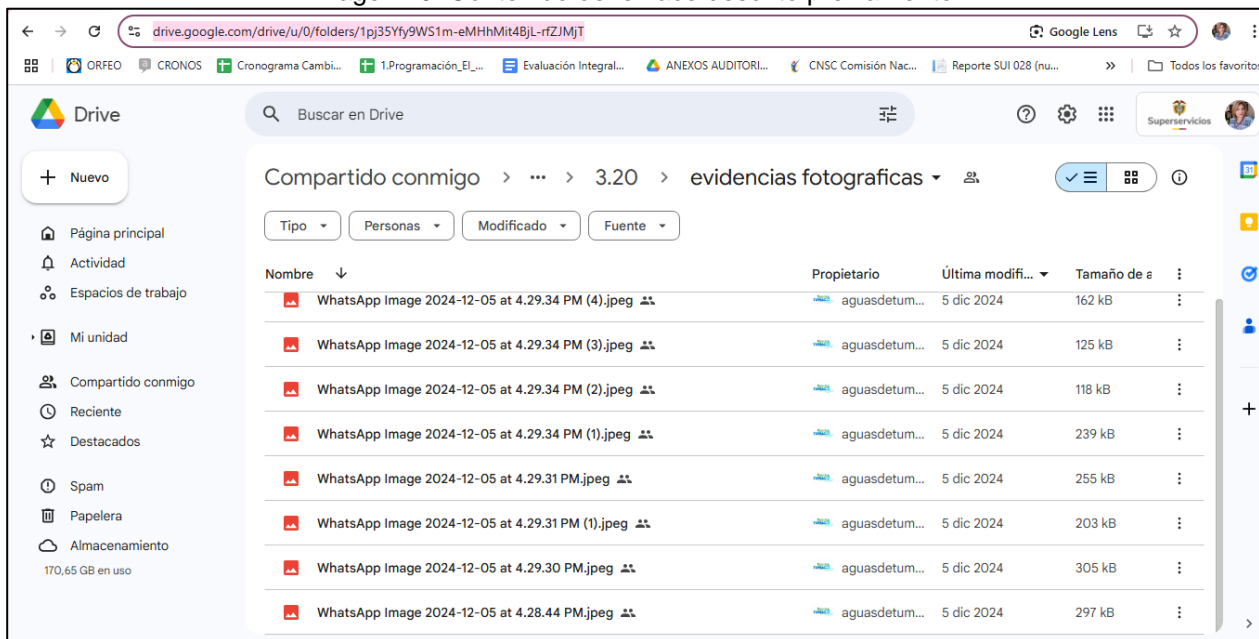 drive.google.com/drive/u/0/folders/1pj35Yfy9WS1m-eMHhMit4BjL-rfZJMjT
Google Lens
ORFEO
CRONOS
Cronograma Cambi...
1.Programación_El_...
Evaluación Integral...
ANEXOS AUDITORI...
CNSC Comisión Nac...
Reporte SUI 028 (nu...
»
Todos los favoritos
Drive
Buscar en Drive
Superservicios
+ Nuevo
Compartido conmigo > ... > 3.20 > evidencias fotograficas
Tipo
Personas
Modificado
Fuente
Página principal
Actividad
Espacios de trabajo
Mi unidad
Compartido conmigo
Reciente
Destacados
Spam
Papelera
Almacenamiento
170,65 GB en uso
Nombre Propietario Última modifi... Tamaño de a
WhatsApp Image 2024-12-05 at 4.29.34 PM (4).jpeg aguasdetum... 5 dic 2024 162 kB
WhatsApp Image 2024-12-05 at 4.29.34 PM (3).jpeg aguasdetum... 5 dic 2024 125 kB
WhatsApp Image 2024-12-05 at 4.29.34 PM (2).jpeg aguasdetum... 5 dic 2024 118 kB
WhatsApp Image 2024-12-05 at 4.29.34 PM (1).jpeg aguasdetum... 5 dic 2024 239 kB
WhatsApp Image 2024-12-05 at 4.29.31 PM.jpeg aguasdetum... 5 dic 2024 255 kB
WhatsApp Image 2024-12-05 at 4.29.31 PM (1).jpeg aguasdetum... 5 dic 2024 203 kB
WhatsApp Image 2024-12-05 at 4.29.30 PM.jpeg aguasdetum... 5 dic 2024 305 kB
WhatsApp Image 2024-12-05 at 4.28.44 PM.jpeg aguasdetum... 5 dic 2024 297 kB
31